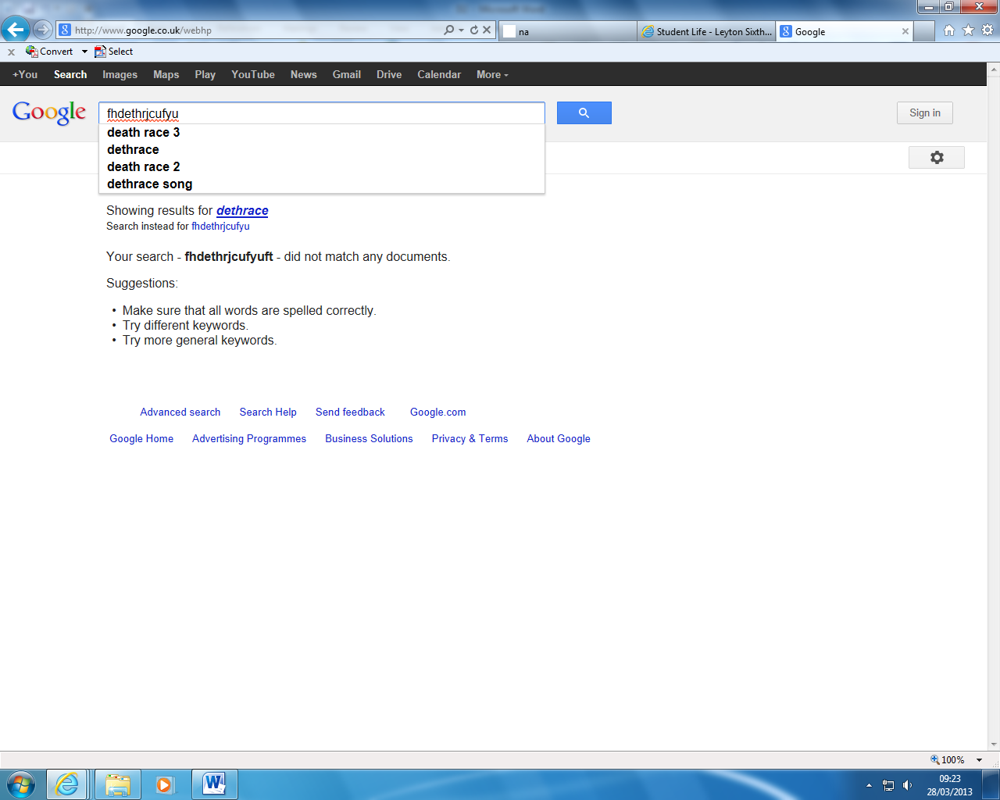 http://www.google.co.uk/webhp
na
Student Life - Leyton Sixth...
Google
x Convert Select
+You Search Images Maps Play YouTube News Gmail Drive Calendar More
Google
fhdethrjcufyu
Sign in
death race 3
dethrace
death race 2
dethrace song
Showing results for dethrace
Search instead for fhdethrjcufyu
Your search - fhdethrjcufyuft - did not match any documents.
Suggestions:
• Make sure that all words are spelled correctly.
• Try different keywords.
• Try more general keywords.
Advanced search Search Help Send feedback Google.com
Google Home Advertising Programmes Business Solutions Privacy & Terms About Google
100%
09:23
28/03/2013